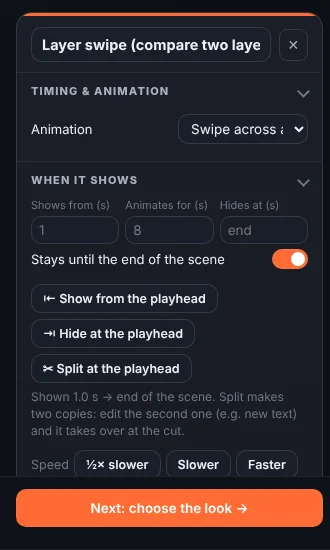 Layer swipe (compare two laye
×
TIMING & ANIMATION
Animation
Swipe across a
WHEN IT SHOWS
Shows from (s) Animates for (s) Hides at (s)
1 8 end
Stays until the end of the scene
⇤ Show from the playhead
⇥ Hide at the playhead
✂ Split at the playhead
Shown 1.0 s → end of the scene. Split makes
two copies: edit the second one (e.g. new text)
and it takes over at the cut.
Speed ½× slower Slower Faster
Next: choose the look →